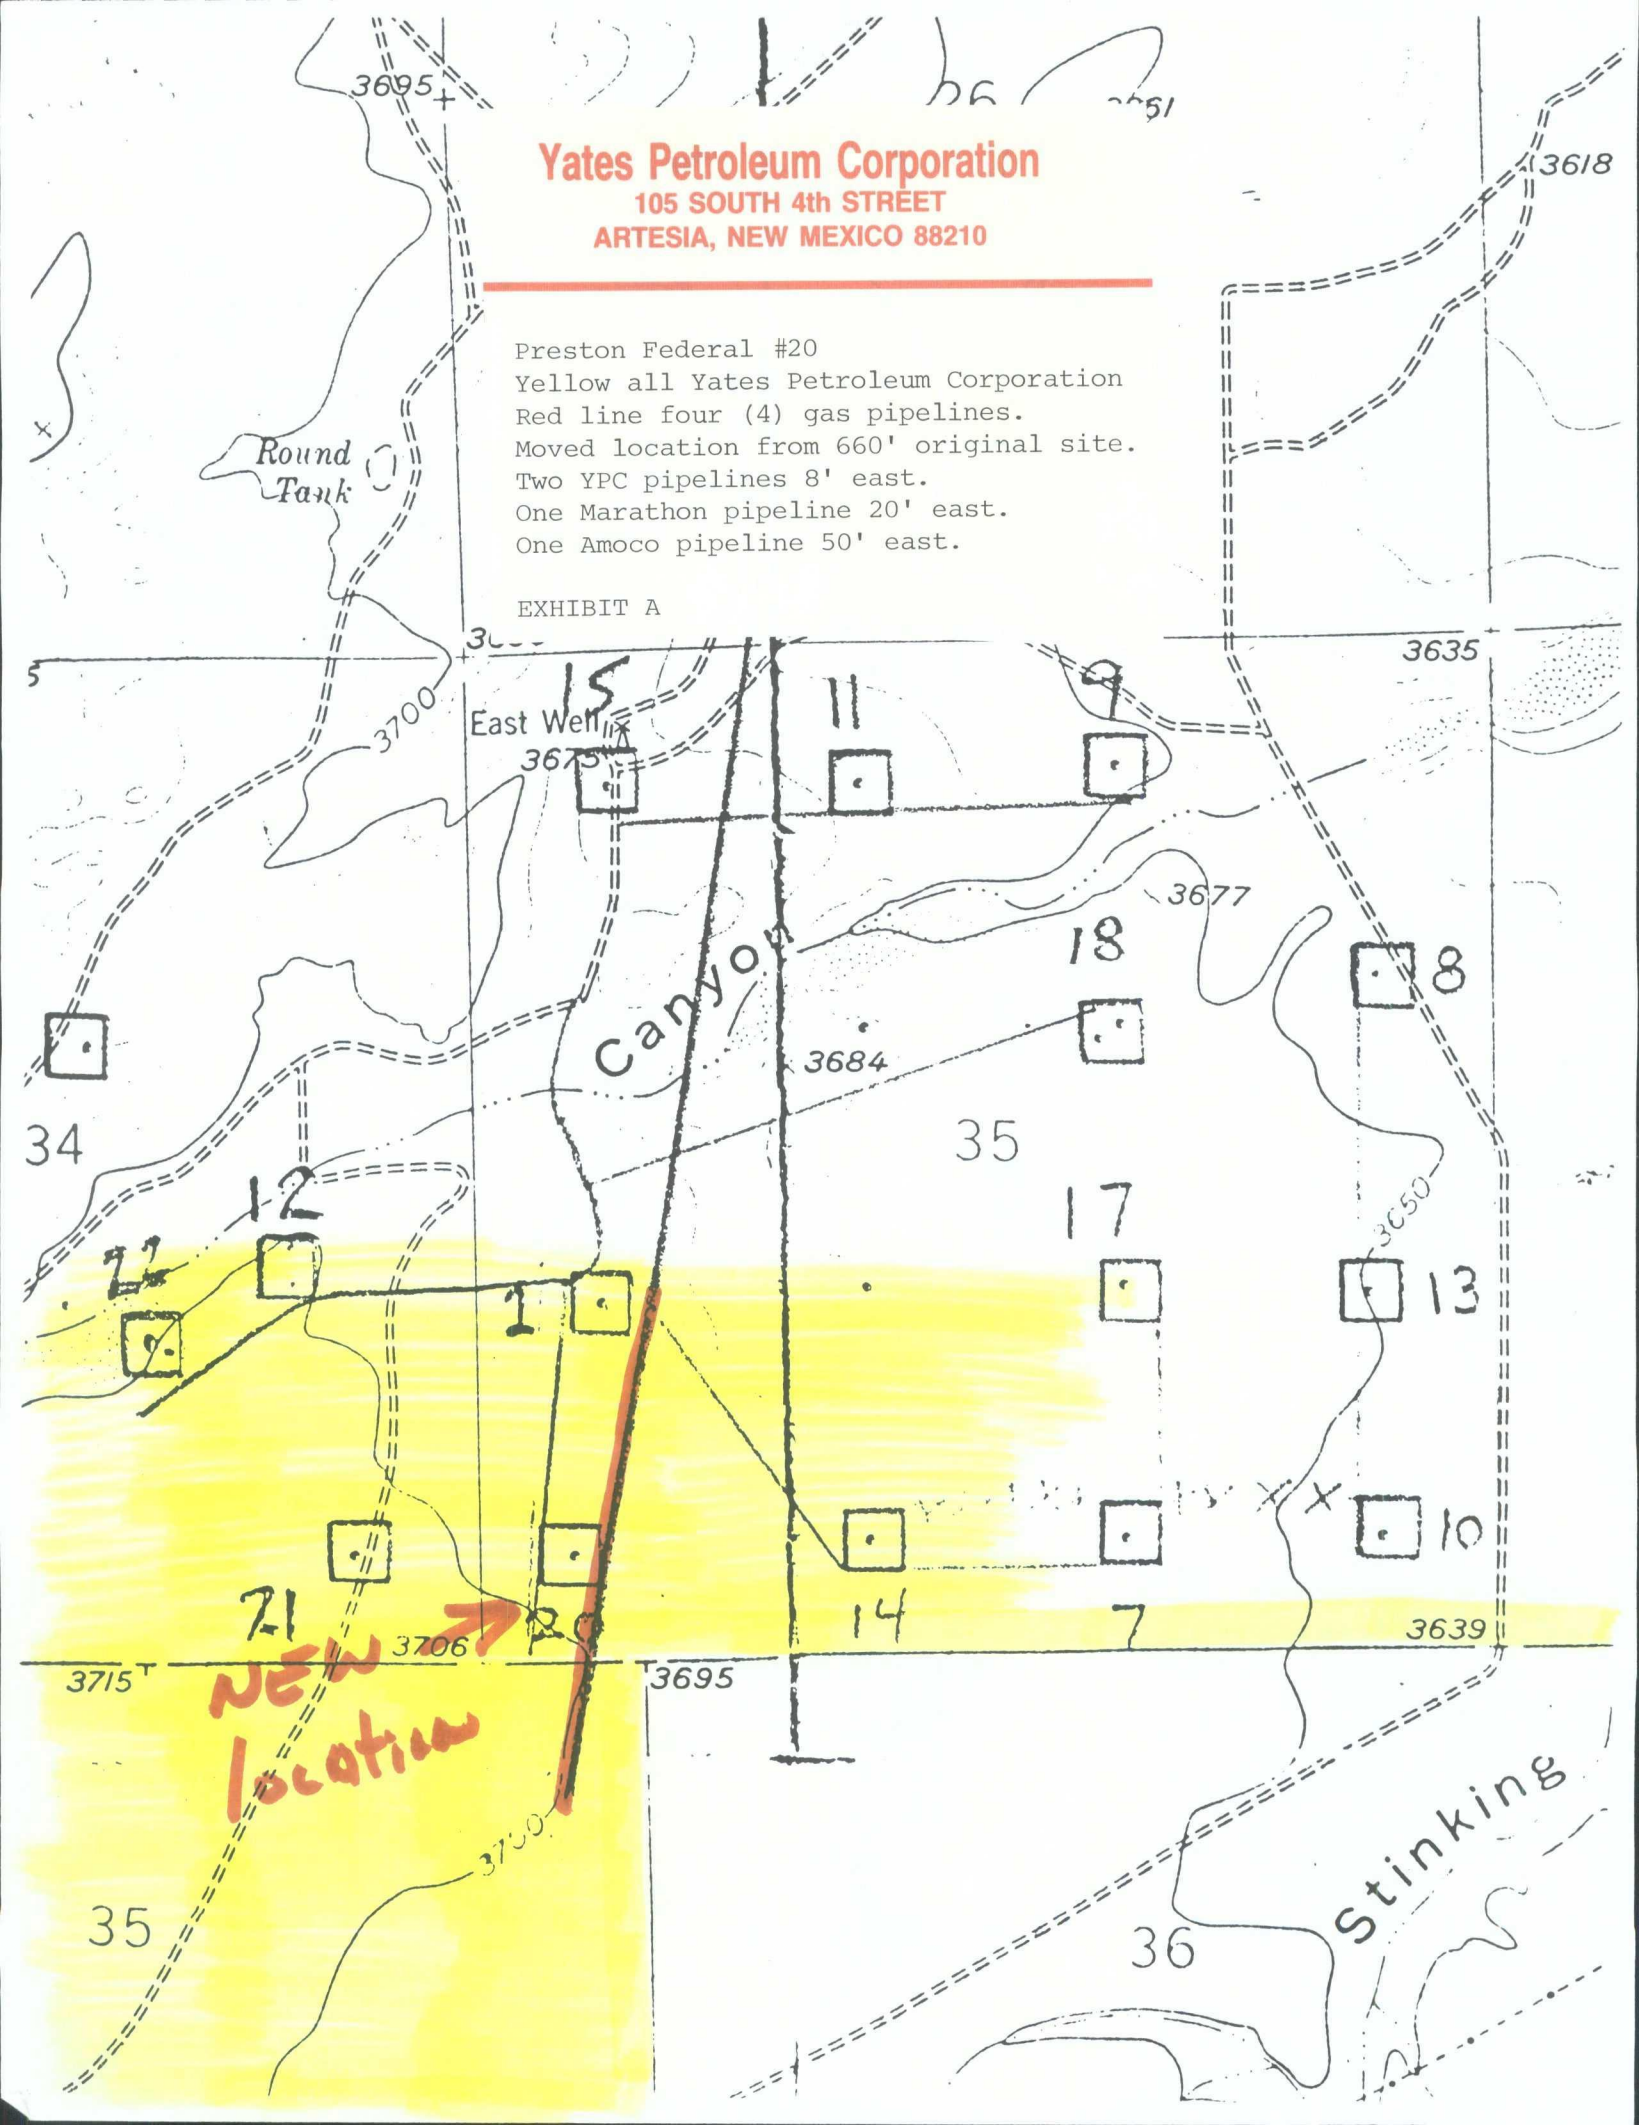 3695
3618
Yates Petroleum Corporation
105 SOUTH 4th STREET
ARTESIA, NEW MEXICO 88210
Preston Federal #20
Yellow all Yates Petroleum Corporation
Red line four (4) gas pipelines.
Moved location from 660' original site.
Two YPC pipelines 8' east.
One Marathon pipeline 20' east.
One Amoco pipeline 50' east.
EXHIBIT A
Round
Tank
3635
5
15
11
9
3700
East Well
3675
3677
18
8
Canyon
3684
34
35
12
17
3650
22
1
13
10
21
20
14
7
3706
3639
NEW
location
3715
3695
3700
Stinking
35
36